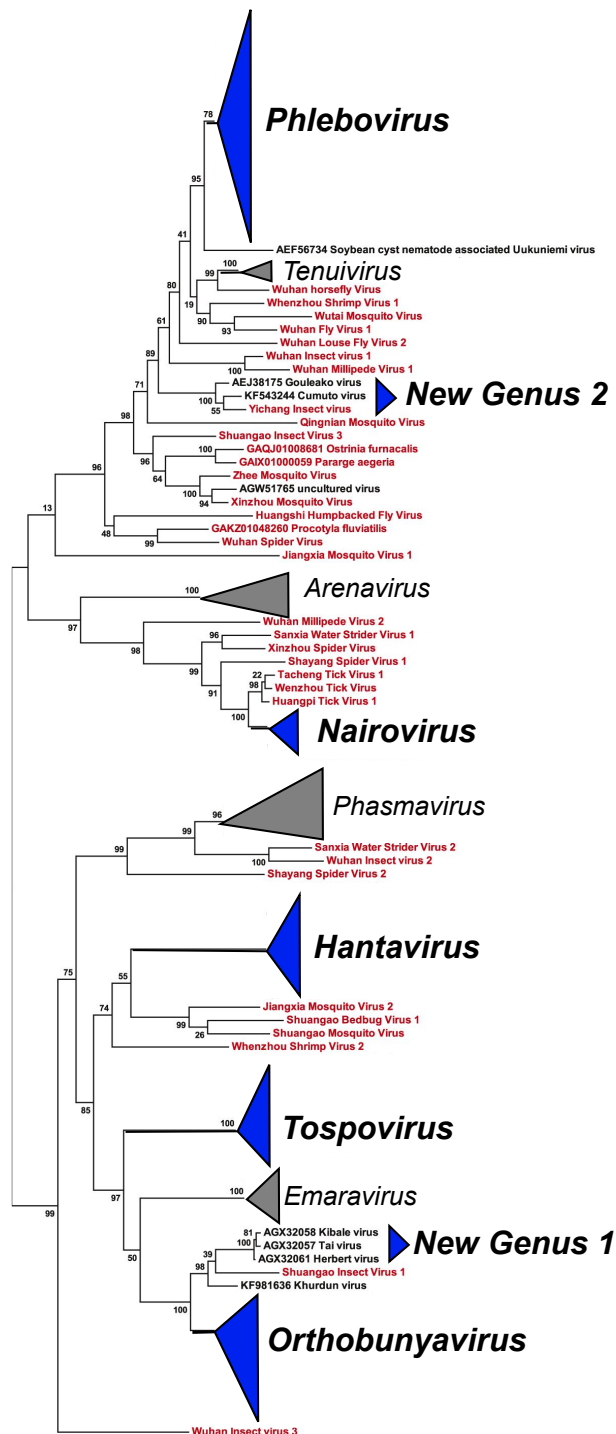 78
Phlebovirus
95
AEF56734 Soybean cyst nematode associated Uukuniemi virus
41
100
Tenuivirus
99
Wuhan horsefly Virus
80
19
Whenzhou Shrimp Virus 1
90
Wutai Mosquito Virus
93
Wuhan Fly Virus 1
61
Wuhan Louse Fly Virus 2
Wuhan Insect virus 1
89
100
Wuhan Millipede Virus 1
AEJ38175 Gouleako virus
71
100
KF543244 Cumuto virus
New Genus 2
55
Yichang Insect virus
98
Qingnian Mosquito Virus
Shuangao Insect Virus 3
96
100
GAQJ01008681 Ostrinia furnacalis
GAIX01000059 Pararge aegeria
96
64
Zhee Mosquito Virus
100
AGW51765 uncultured virus
94
Xinzhou Mosquito Virus
13
Huangshi Humpbacked Fly Virus
48
GAKZ01048260 Procotyla fluviatilis
99
Wuhan Spider Virus
Jiangxia Mosquito Virus 1
100
Arenavirus
97
Wuhan Millipede Virus 2
98
96
Sanxia Water Strider Virus 1
Xinzhou Spider Virus
99
Shayang Spider Virus 1
91
22
Tacheng Tick Virus 1
98
Wenzhou Tick Virus
Huangpi Tick Virus 1
100
Nairovirus
96
Phasmavirus
99
99
Sanxia Water Strider Virus 2
100
Wuhan Insect virus 2
Shayang Spider Virus 2
Hantavirus
75
55
74
Jiangxia Mosquito Virus 2
99
Shuangao Bedbug Virus 1
26
Shuangao Mosquito Virus
Whenzhou Shrimp Virus 2
85
100
Tospovirus
97
100
Emaravirus
99
50
81
AGX32058 Kibale virus
100
AGX32057 Tai virus
New Genus 1
39
AGX32061 Herbert virus
98
Shuangao Insect Virus 1
KF981636 Khurdun virus
100
Orthobunyavirus
Wuhan Insect virus 3